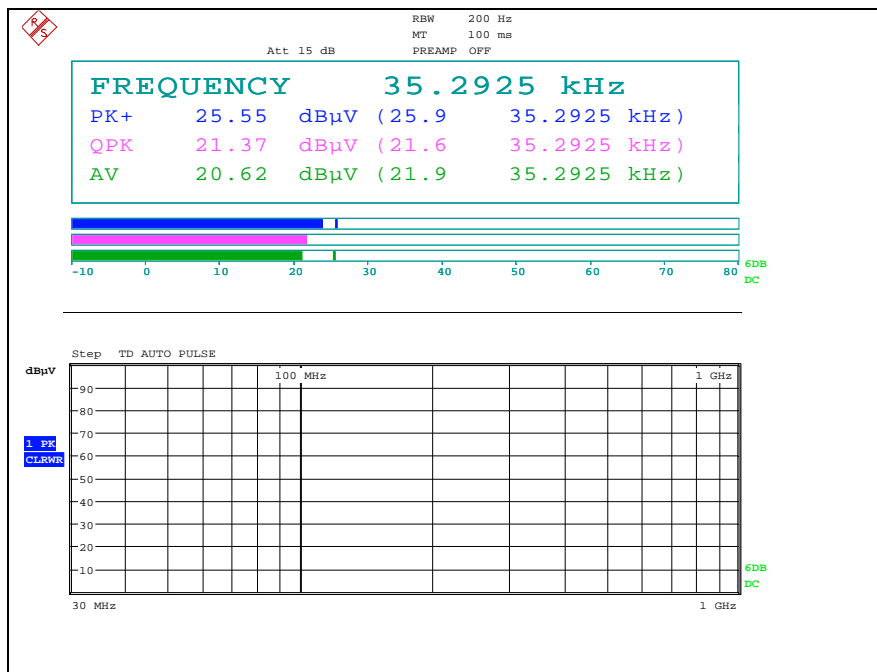 R
S
RBW 200 Hz
MT 100 ms
Att 15 dB PREAMP OFF
FREQUENCY 35.2925 kHz
PK+ 25.55 dBµV (25.9 35.2925 kHz)
QPK 21.37 dBµV (21.6 35.2925 kHz)
AV 20.62 dBµV (21.9 35.2925 kHz)
-10 0 10 20 30 40 50 60 70 80
6DB
DC
Step TD AUTO PULSE
dBµV
100 MHz 1 GHz
90
80
70
1 PK
CLRWR
60
50
40
30
20
10
6DB
DC
30 MHz 1 GHz